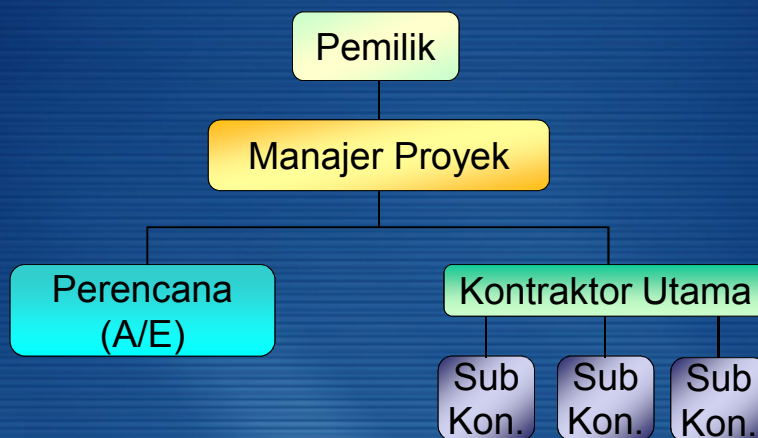 Pemilik
Manajer Proyek
Perencana
(A/E)
Kontraktor Utama
Sub
Kon.
Sub
Kon.
Sub
Kon.